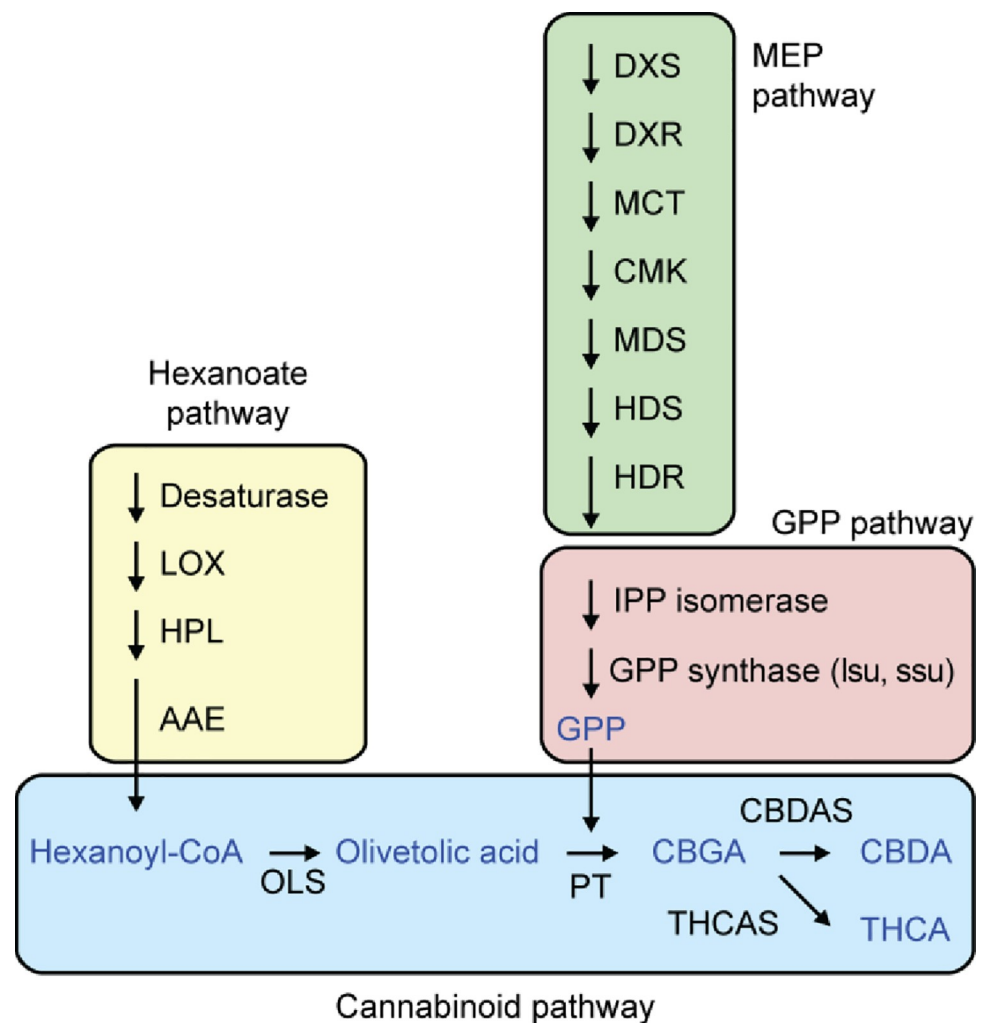 MEP
pathway
DXS
DXR
MCT
CMK
MDS
HDS
HDR
Hexanoate
pathway
Desaturase
LOX
HPL
AAE
GPP pathway
IPP isomerase
GPP synthase (lsu, ssu)
GPP
CBDAS
Hexanoyl-CoA Olivetolic acid CBGA CBDA
OLS PT
THCAS THCA
Cannabinoid pathway